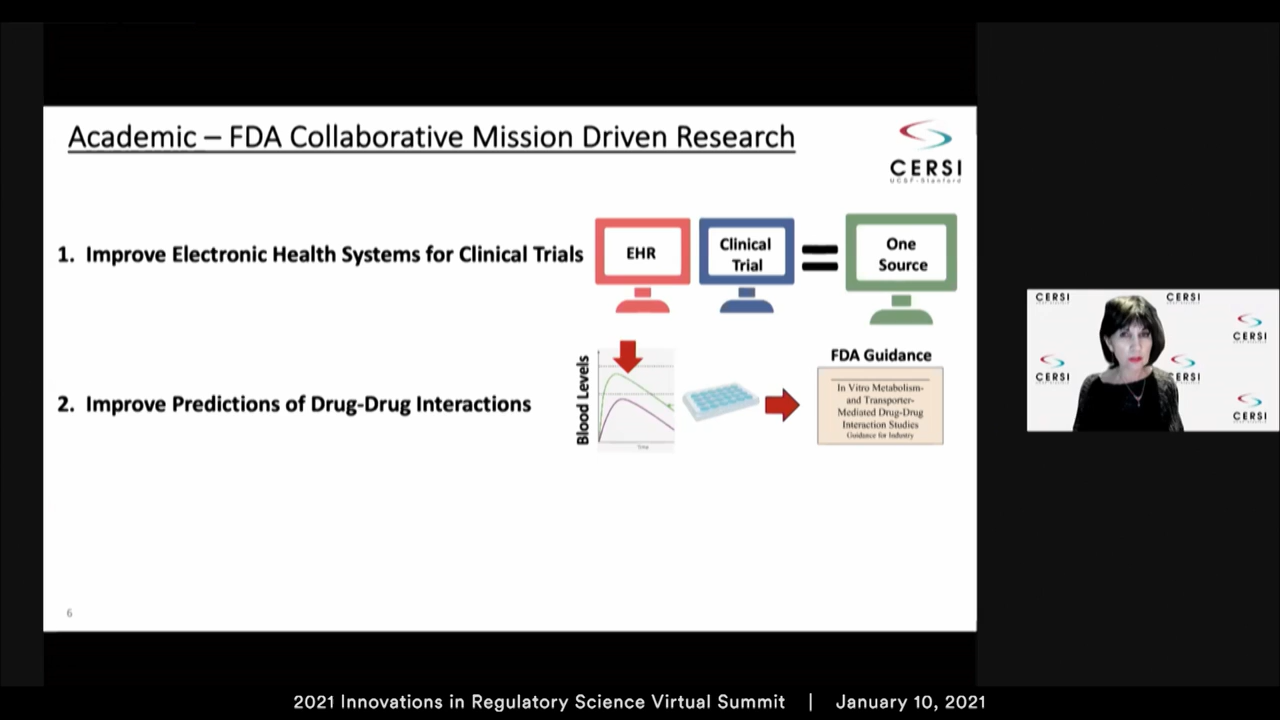 Academic – FDA Collaborative Mission Driven Research
CERSI
UCSF-Stanford
1. Improve Electronic Health Systems for Clinical Trials
EHR
Clinical
Trial
=
One
Source
2. Improve Predictions of Drug-Drug Interactions
Blood Levels
Time
FDA Guidance
In Vitro Metabolism-
and Transporter-
Mediated Drug-Drug
Interaction Studies
Guidance for Industry
6
CERSI
CERSI
CERSI
CERSI
CERSI
CERSI
2021 Innovations in Regulatory Science Virtual Summit | January 10, 2021